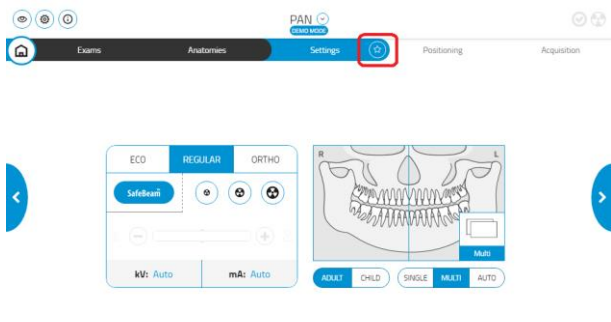 PAN
DEMO MODE
Exams Anatomies Settings Positioning Acquisition
ECO REGULAR ORTHO
SafeBeam
kV: Auto mA: Auto
R L
Multi
ADULT CHILD SINGLE MULTI AUTO